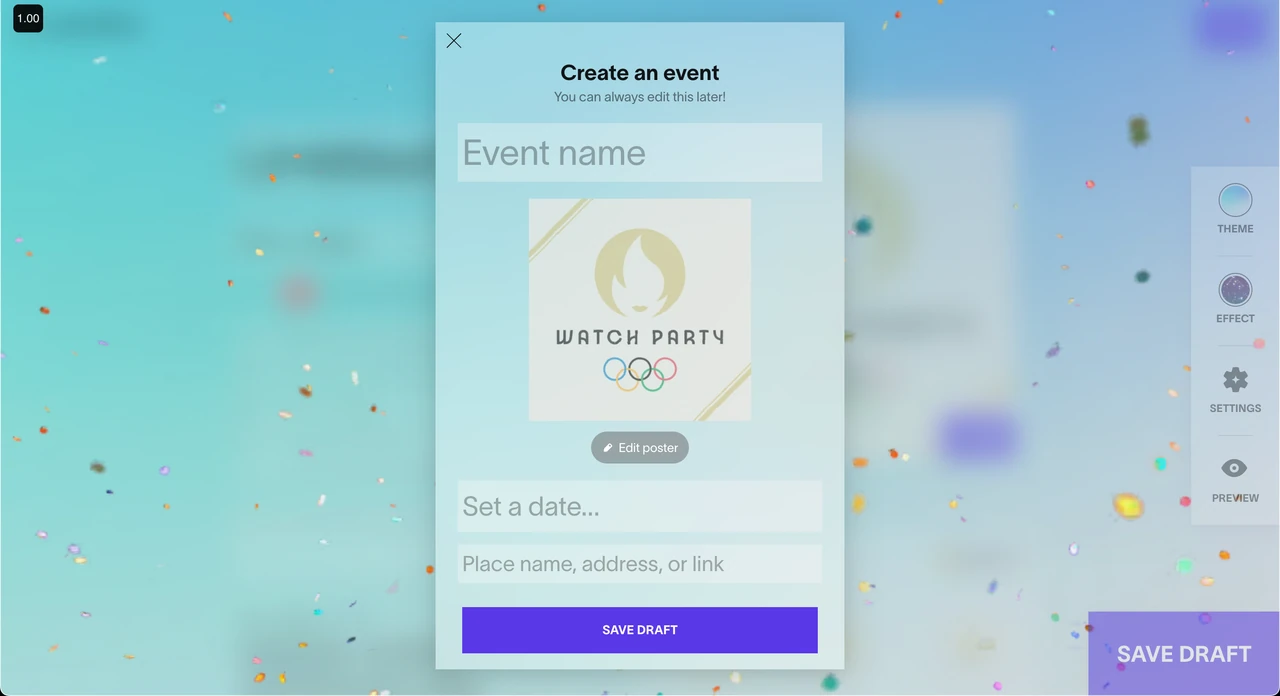 1.00
Create an event
You can always edit this later!
Event name
WATCH PARTY
Edit poster
Set a date...
Place name, address, or link
SAVE DRAFT
THEME
EFFECT
SETTINGS
PREVIEW
SAVE DRAFT